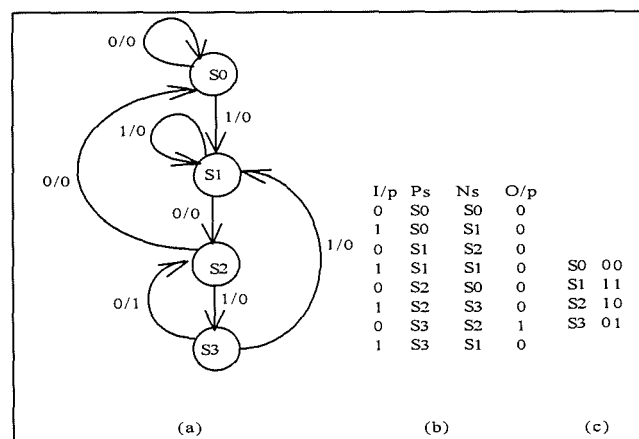 0/0
S0
1/0
1/0
S1
0/0
0/0
S2
1/0
0/1
1/0
S3
I/p Ps Ns O/p
0 S0 S0 0
1 S0 S1 0
0 S1 S2 0
1 S1 S1 0
0 S2 S0 0
1 S2 S3 0
0 S3 S2 1
1 S3 S1 0
S0 00
S1 11
S2 10
S3 01
(a) (b) (c)